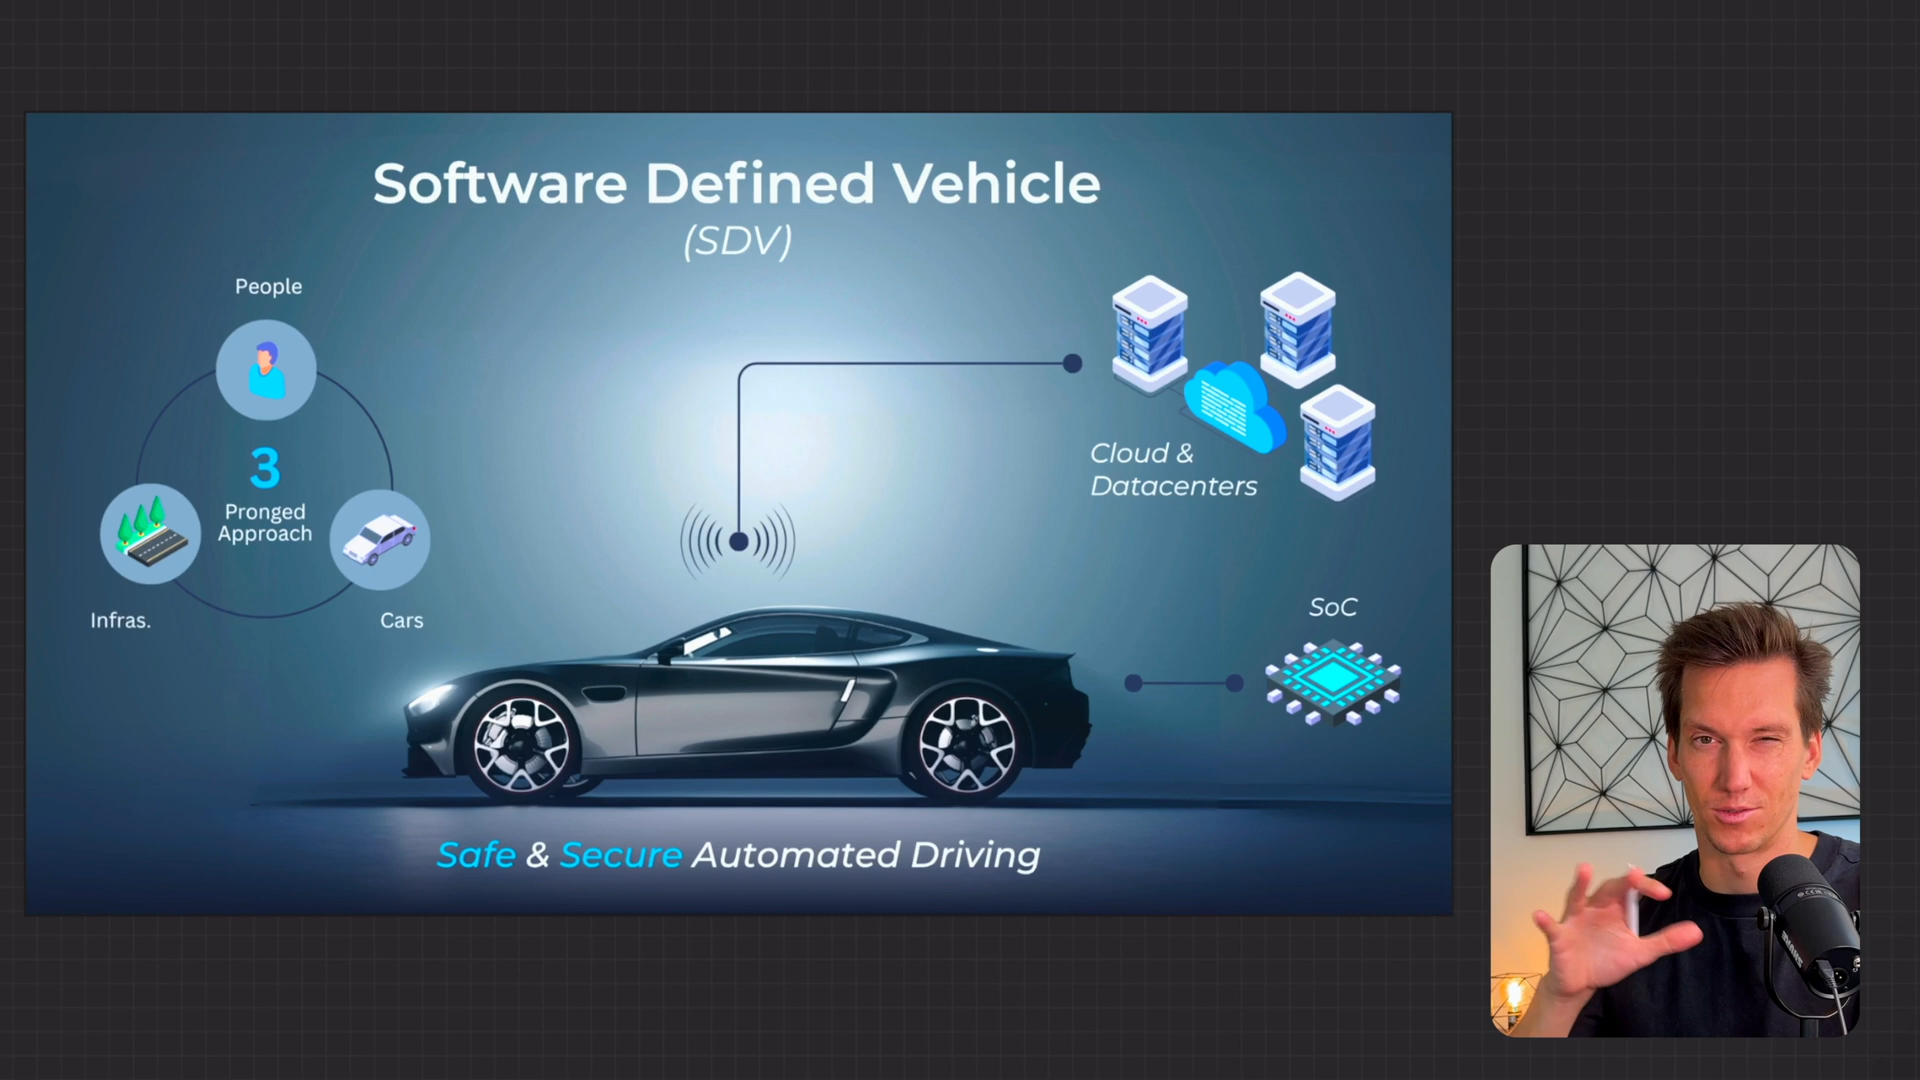 Software Defined Vehicle
(SDV)
People
3
Pronged
Approach
Infras.
Cars
Cloud &
Datacenters
SoC
Safe & Secure Automated Driving